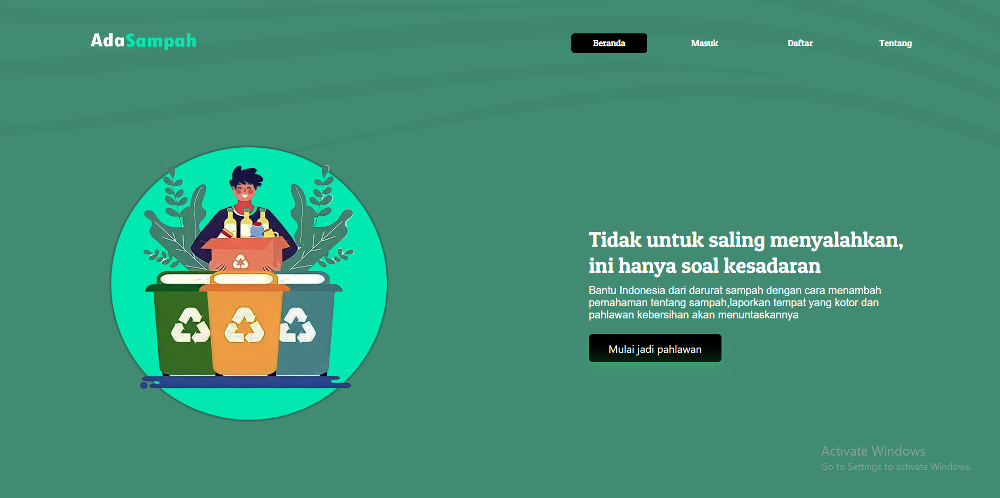 AdaSampah
Beranda
Masuk
Daftar
Tentang
Tidak untuk saling menyalahkan,
ini hanya soal kesadaran
Bantu Indonesia dari darurat sampah dengan cara menambah
pemahaman tentang sampah,laporkan tempat yang kotor dan
pahlawan kebersihan akan menuntaskannya
Mulai jadi pahlawan
Activate Windows
Go to Settings to activate Windows.